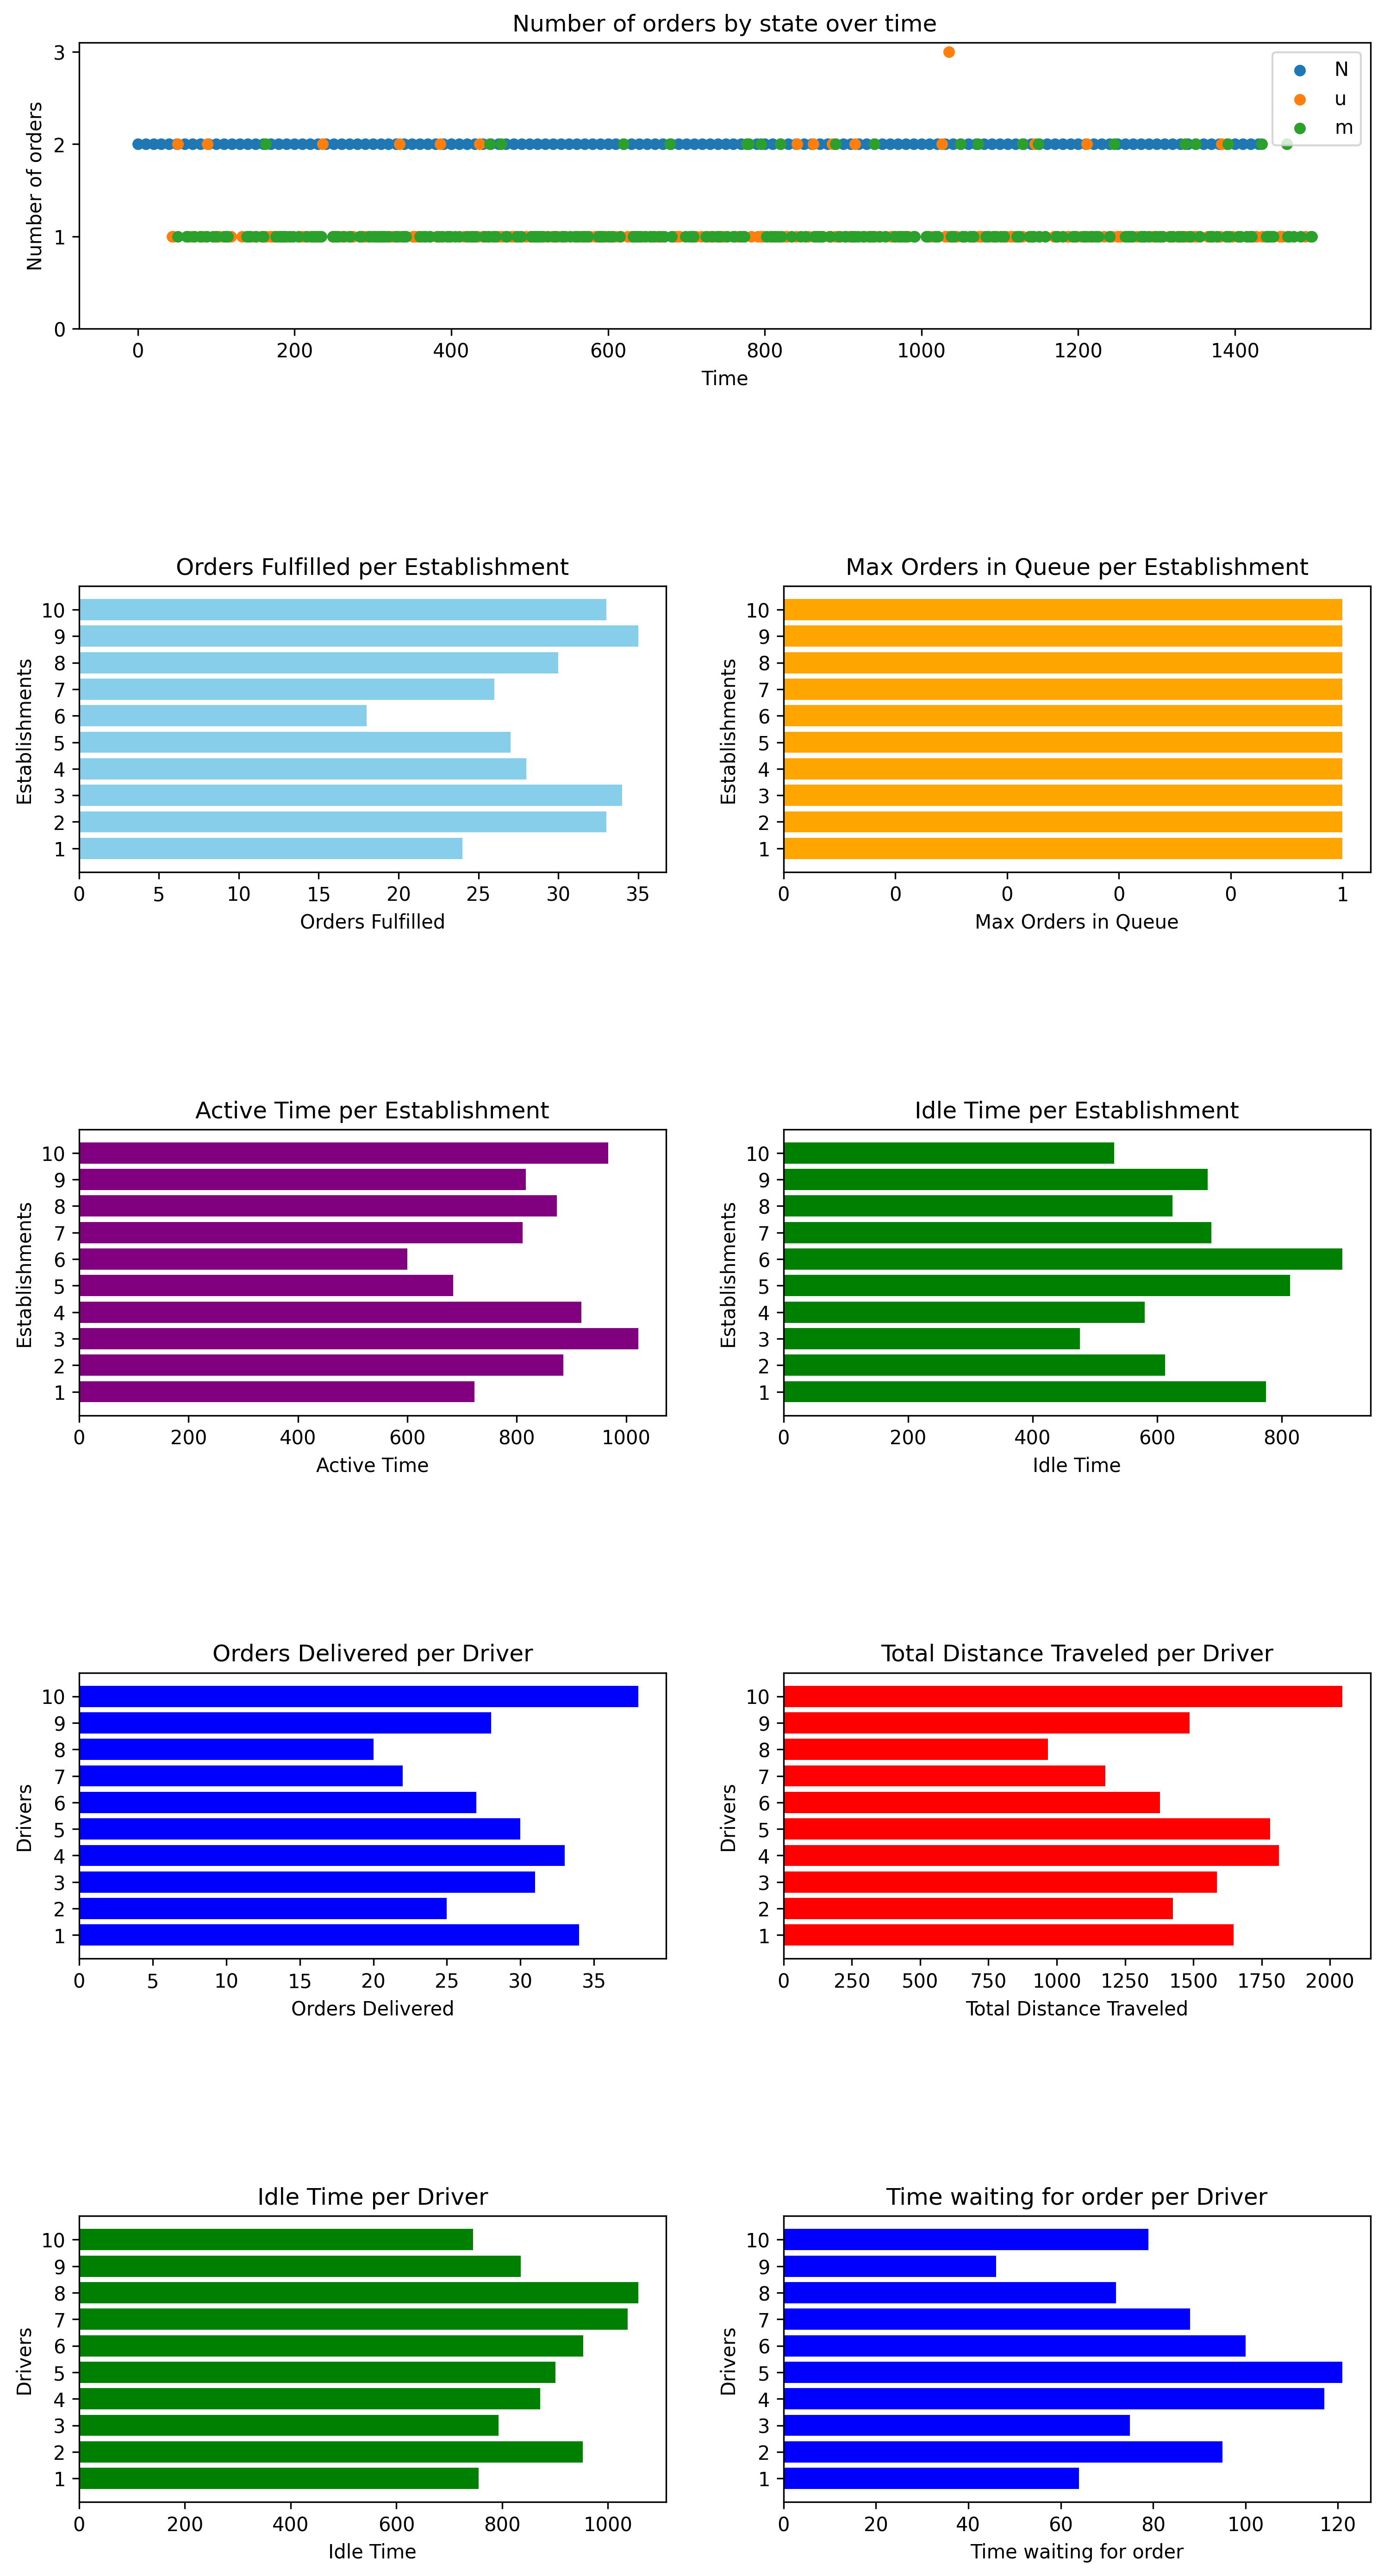 Number of orders by state over time
3
2
1
0
Number of orders
N
u
m
0 200 400 600 800 1000 1200 1400
Time
Orders Fulfilled per Establishment
10
9
8
7
6
5
4
3
2
1
Establishments
0 5 10 15 20 25 30 35
Orders Fulfilled
Max Orders in Queue per Establishment
10
9
8
7
6
5
4
3
2
1
Establishments
0 0 0 0 0 1
Max Orders in Queue
Active Time per Establishment
10
9
8
7
6
5
4
3
2
1
Establishments
0 200 400 600 800 1000
Active Time
Idle Time per Establishment
10
9
8
7
6
5
4
3
2
1
Establishments
0 200 400 600 800
Idle Time
Orders Delivered per Driver
10
9
8
7
6
5
4
3
2
1
Drivers
0 5 10 15 20 25 30 35
Orders Delivered
Total Distance Traveled per Driver
10
9
8
7
6
5
4
3
2
1
Drivers
0 250 500 750 1000 1250 1500 1750 2000
Total Distance Traveled
Idle Time per Driver
10
9
8
7
6
5
4
3
2
1
Drivers
0 200 400 600 800 1000
Idle Time
Time waiting for order per Driver
10
9
8
7
6
5
4
3
2
1
Drivers
0 20 40 60 80 100 120
Time waiting for order